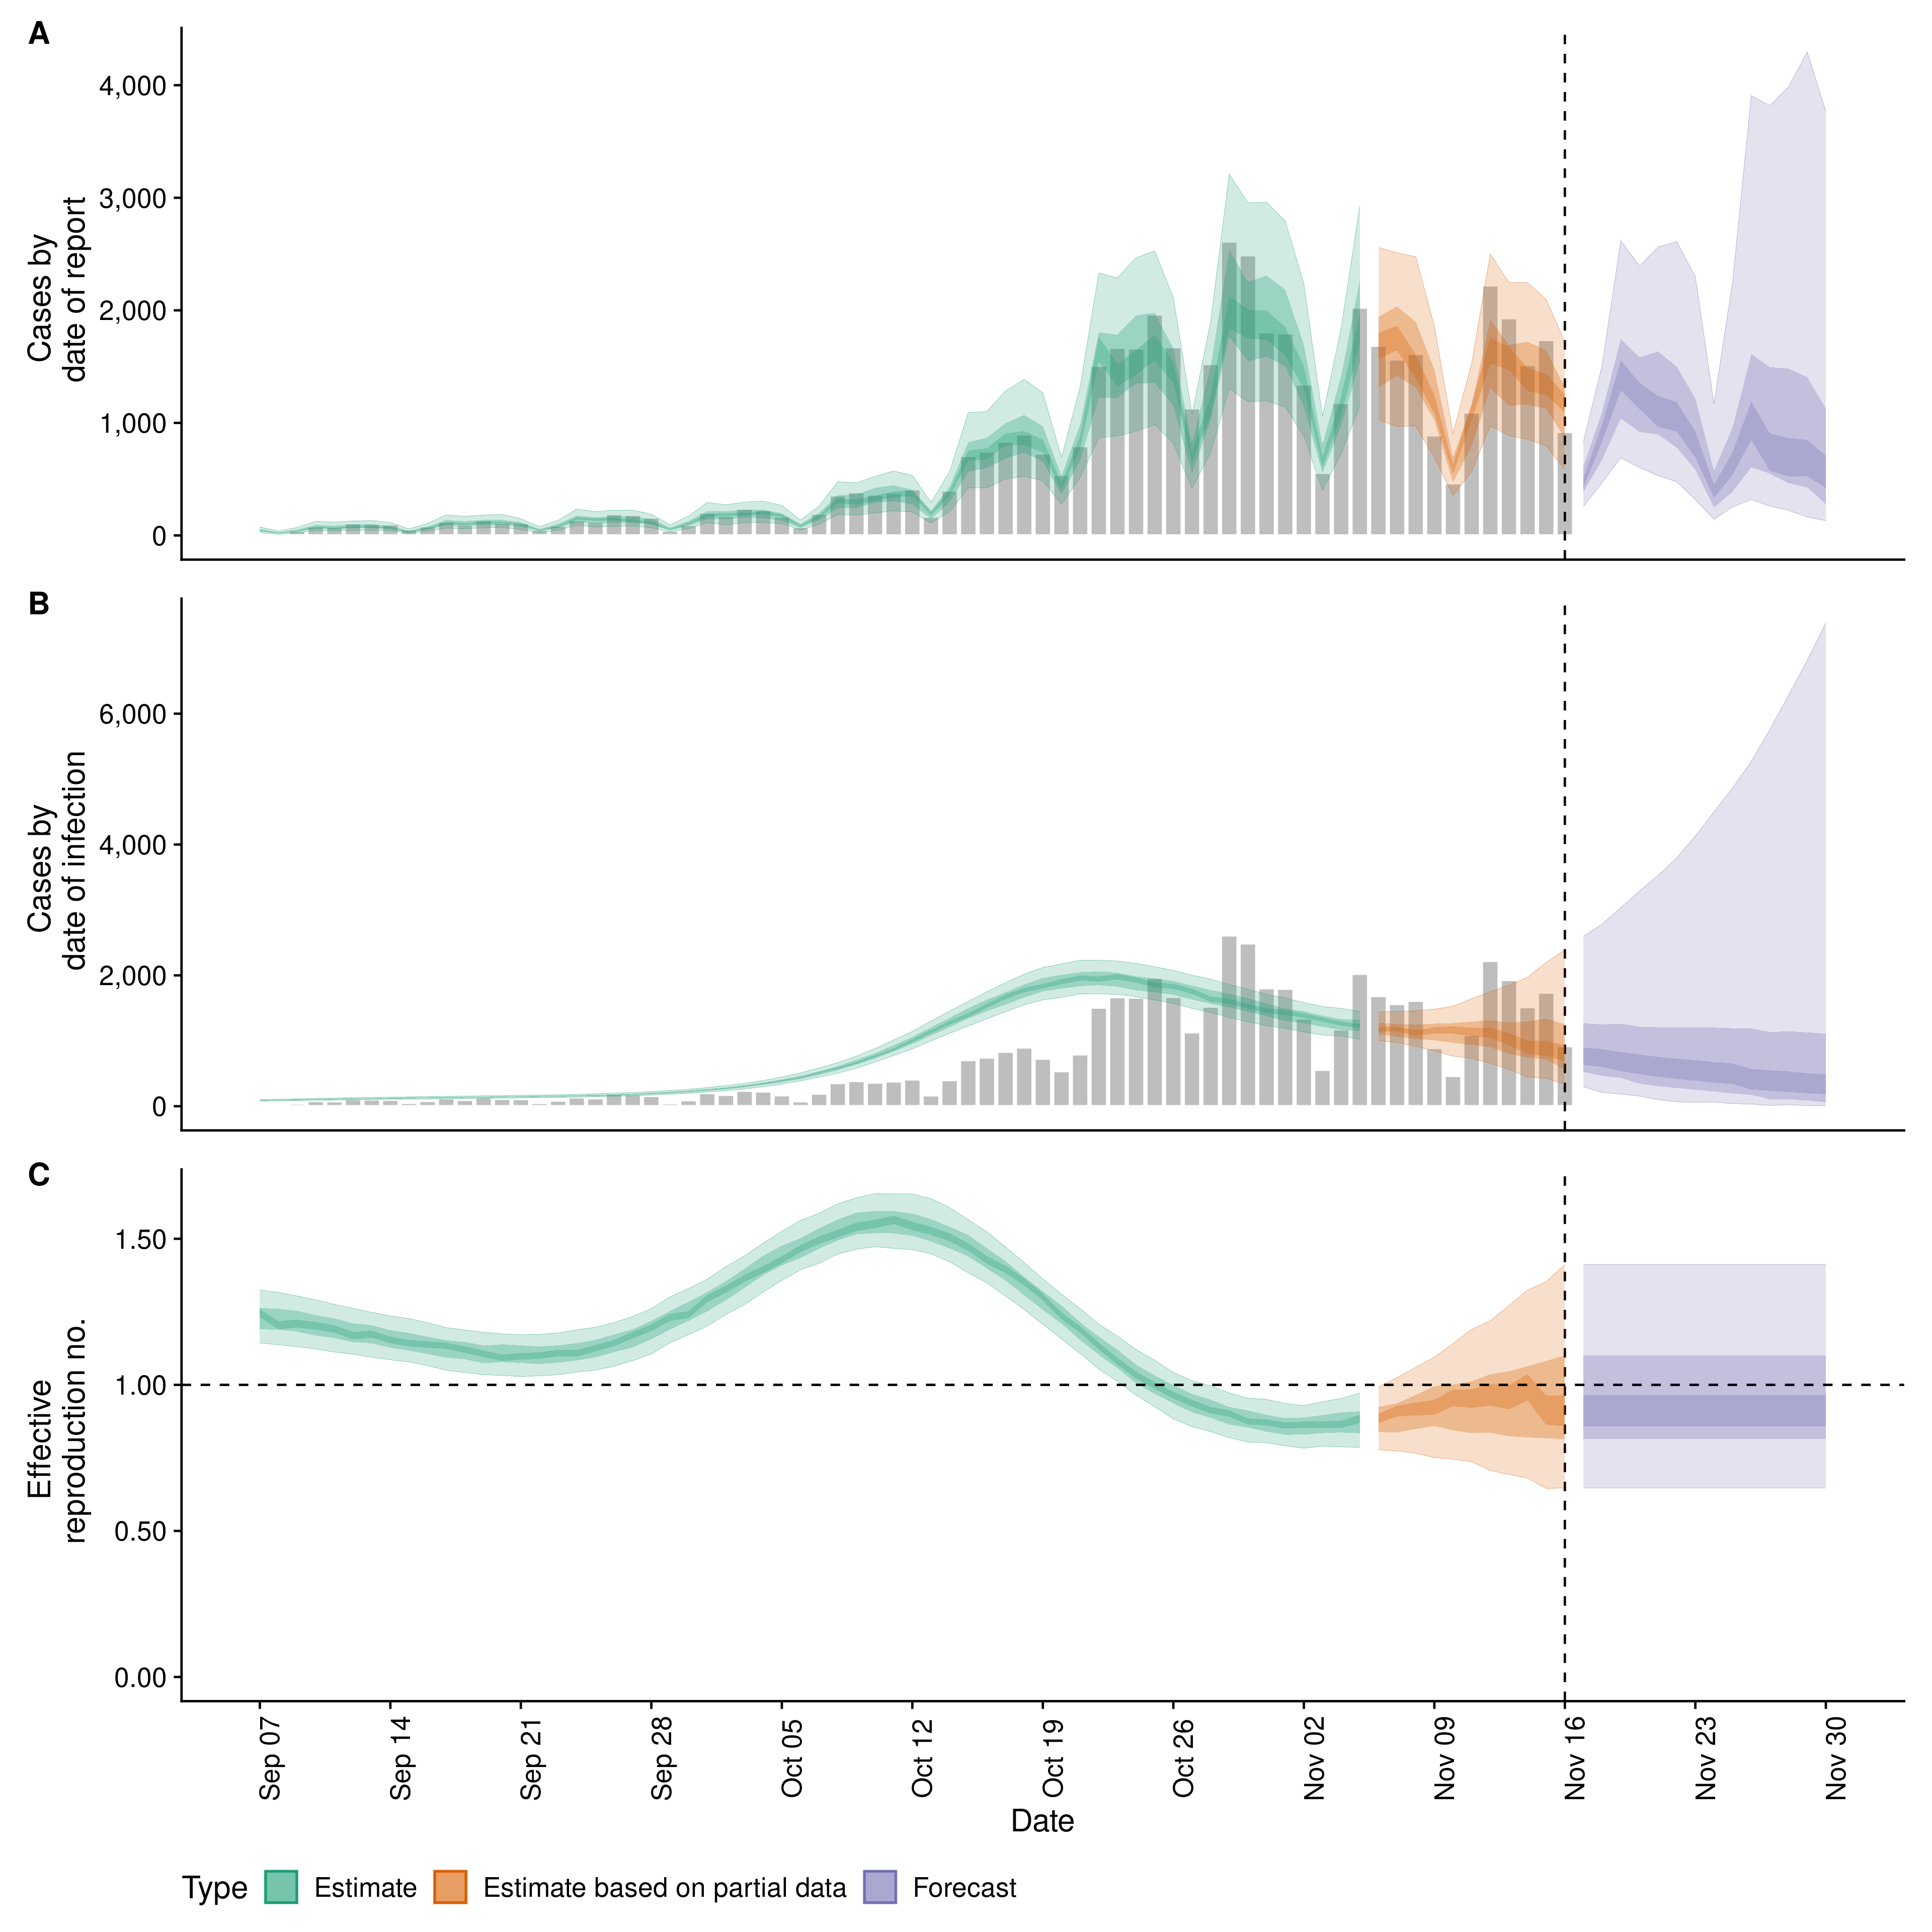 A
Cases by
date of report
4,000
3,000
2,000
1,000
0
B
Cases by
date of infection
6,000
4,000
2,000
0
C
Effective
reproduction no.
1.50
1.00
0.50
0.00
Sep 07
Sep 14
Sep 21
Sep 28
Oct 05
Oct 12
Oct 19
Oct 26
Nov 02
Nov 09
Nov 16
Nov 23
Nov 30
Date
Type Estimate Estimate based on partial data Forecast